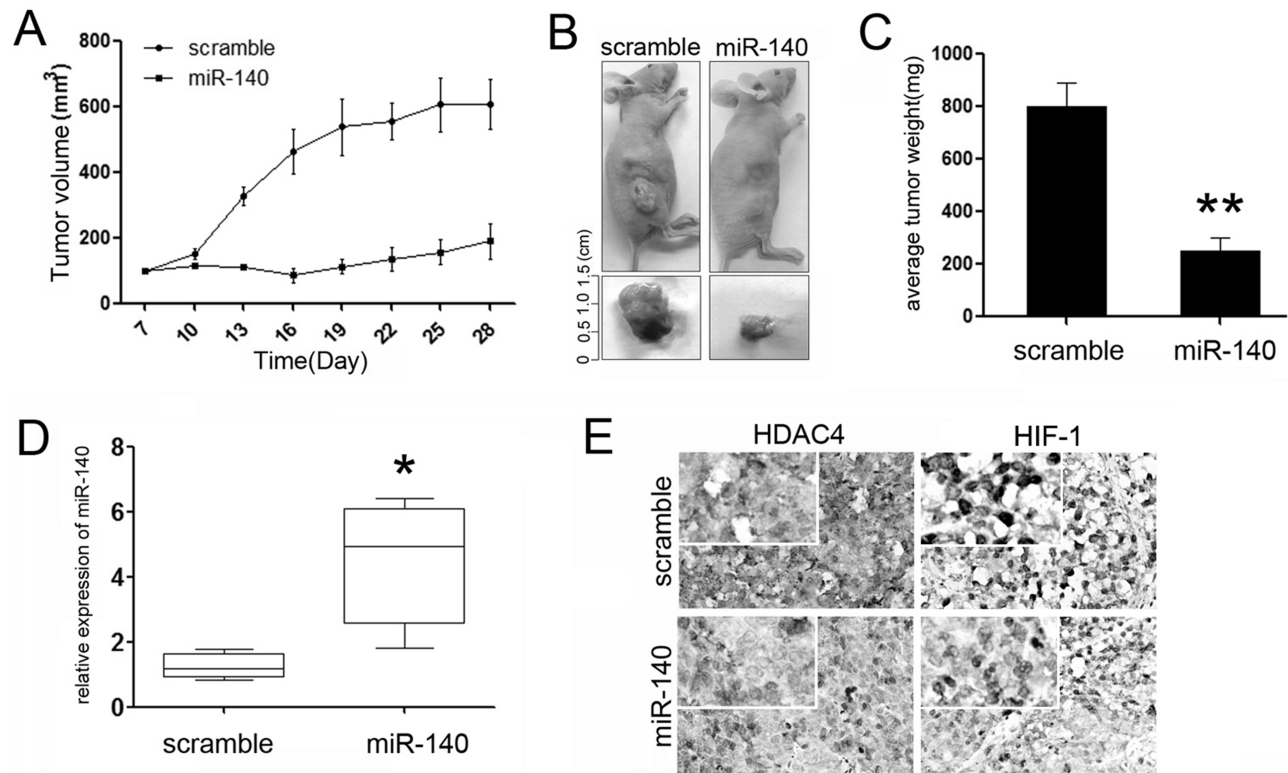 A
Tumor volume (mm3)
800
600
400
200
0
scramble
miR-140
7 10 13 16 19 22 25 28
Time(Day)
B
scramble miR-140
0 0.5 1.0 1.5 (cm)
C
average tumor weight(mg)
1000
800
600
400
200
0
**
scramble miR-140
D
relative expression of miR-140
8
6
4
2
0
*
scramble miR-140
E
HDAC4 HIF-1
scramble
miR-140